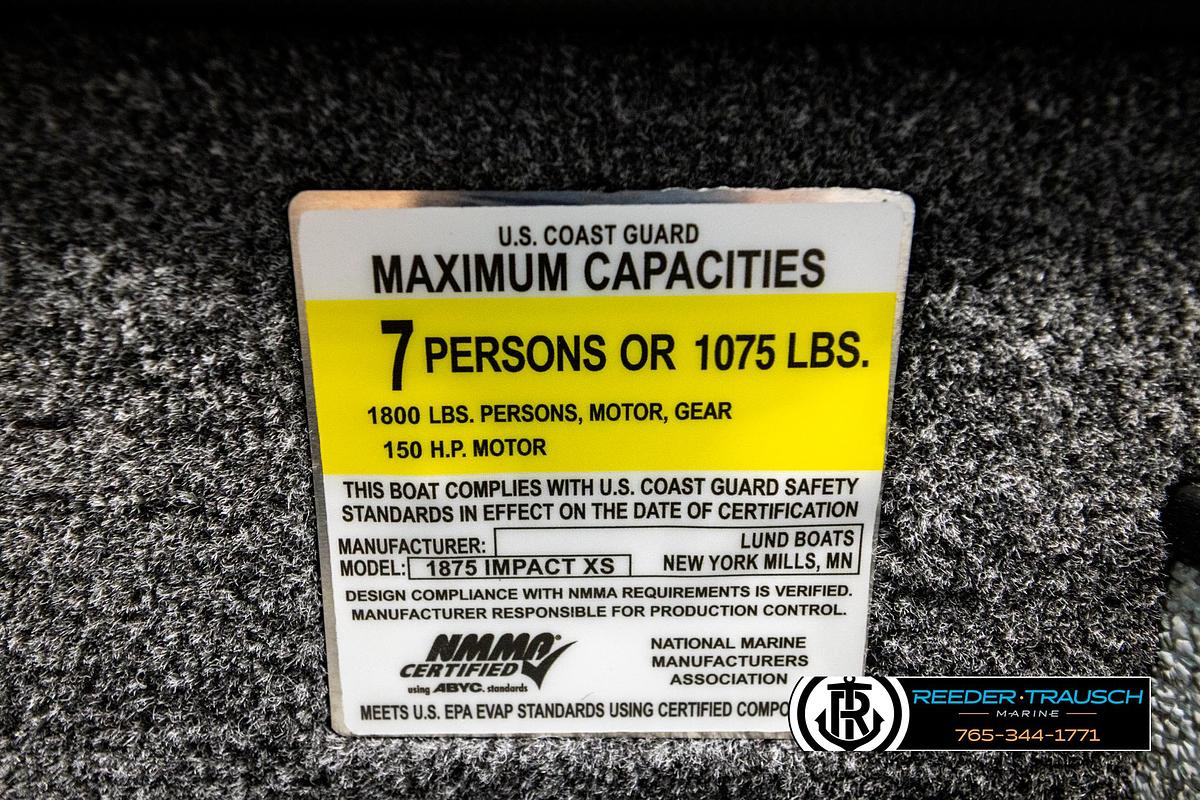 U.S. COAST GUARD
MAXIMUM CAPACITIES
7 PERSONS OR 1075 LBS.
1800 LBS. PERSONS, MOTOR, GEAR
150 H.P. MOTOR
THIS BOAT COMPLIES WITH U.S. COAST GUARD SAFETY
STANDARDS IN EFFECT ON THE DATE OF CERTIFICATION
MANUFACTURER: LUND BOATS
MODEL: 1875 IMPACT XS NEW YORK MILLS, MN
DESIGN COMPLIANCE WITH NMMA REQUIREMENTS IS VERIFIED.
MANUFACTURER RESPONSIBLE FOR PRODUCTION CONTROL.
NMMA®
CERTIFIED
using ABYC. standards
NATIONAL MARINE
MANUFACTURERS
ASSOCIATION
MEETS U.S. EPA EVAP STANDARDS USING CERTIFIED
REEDER·TRAUSCH
MARINE
765-344-1771